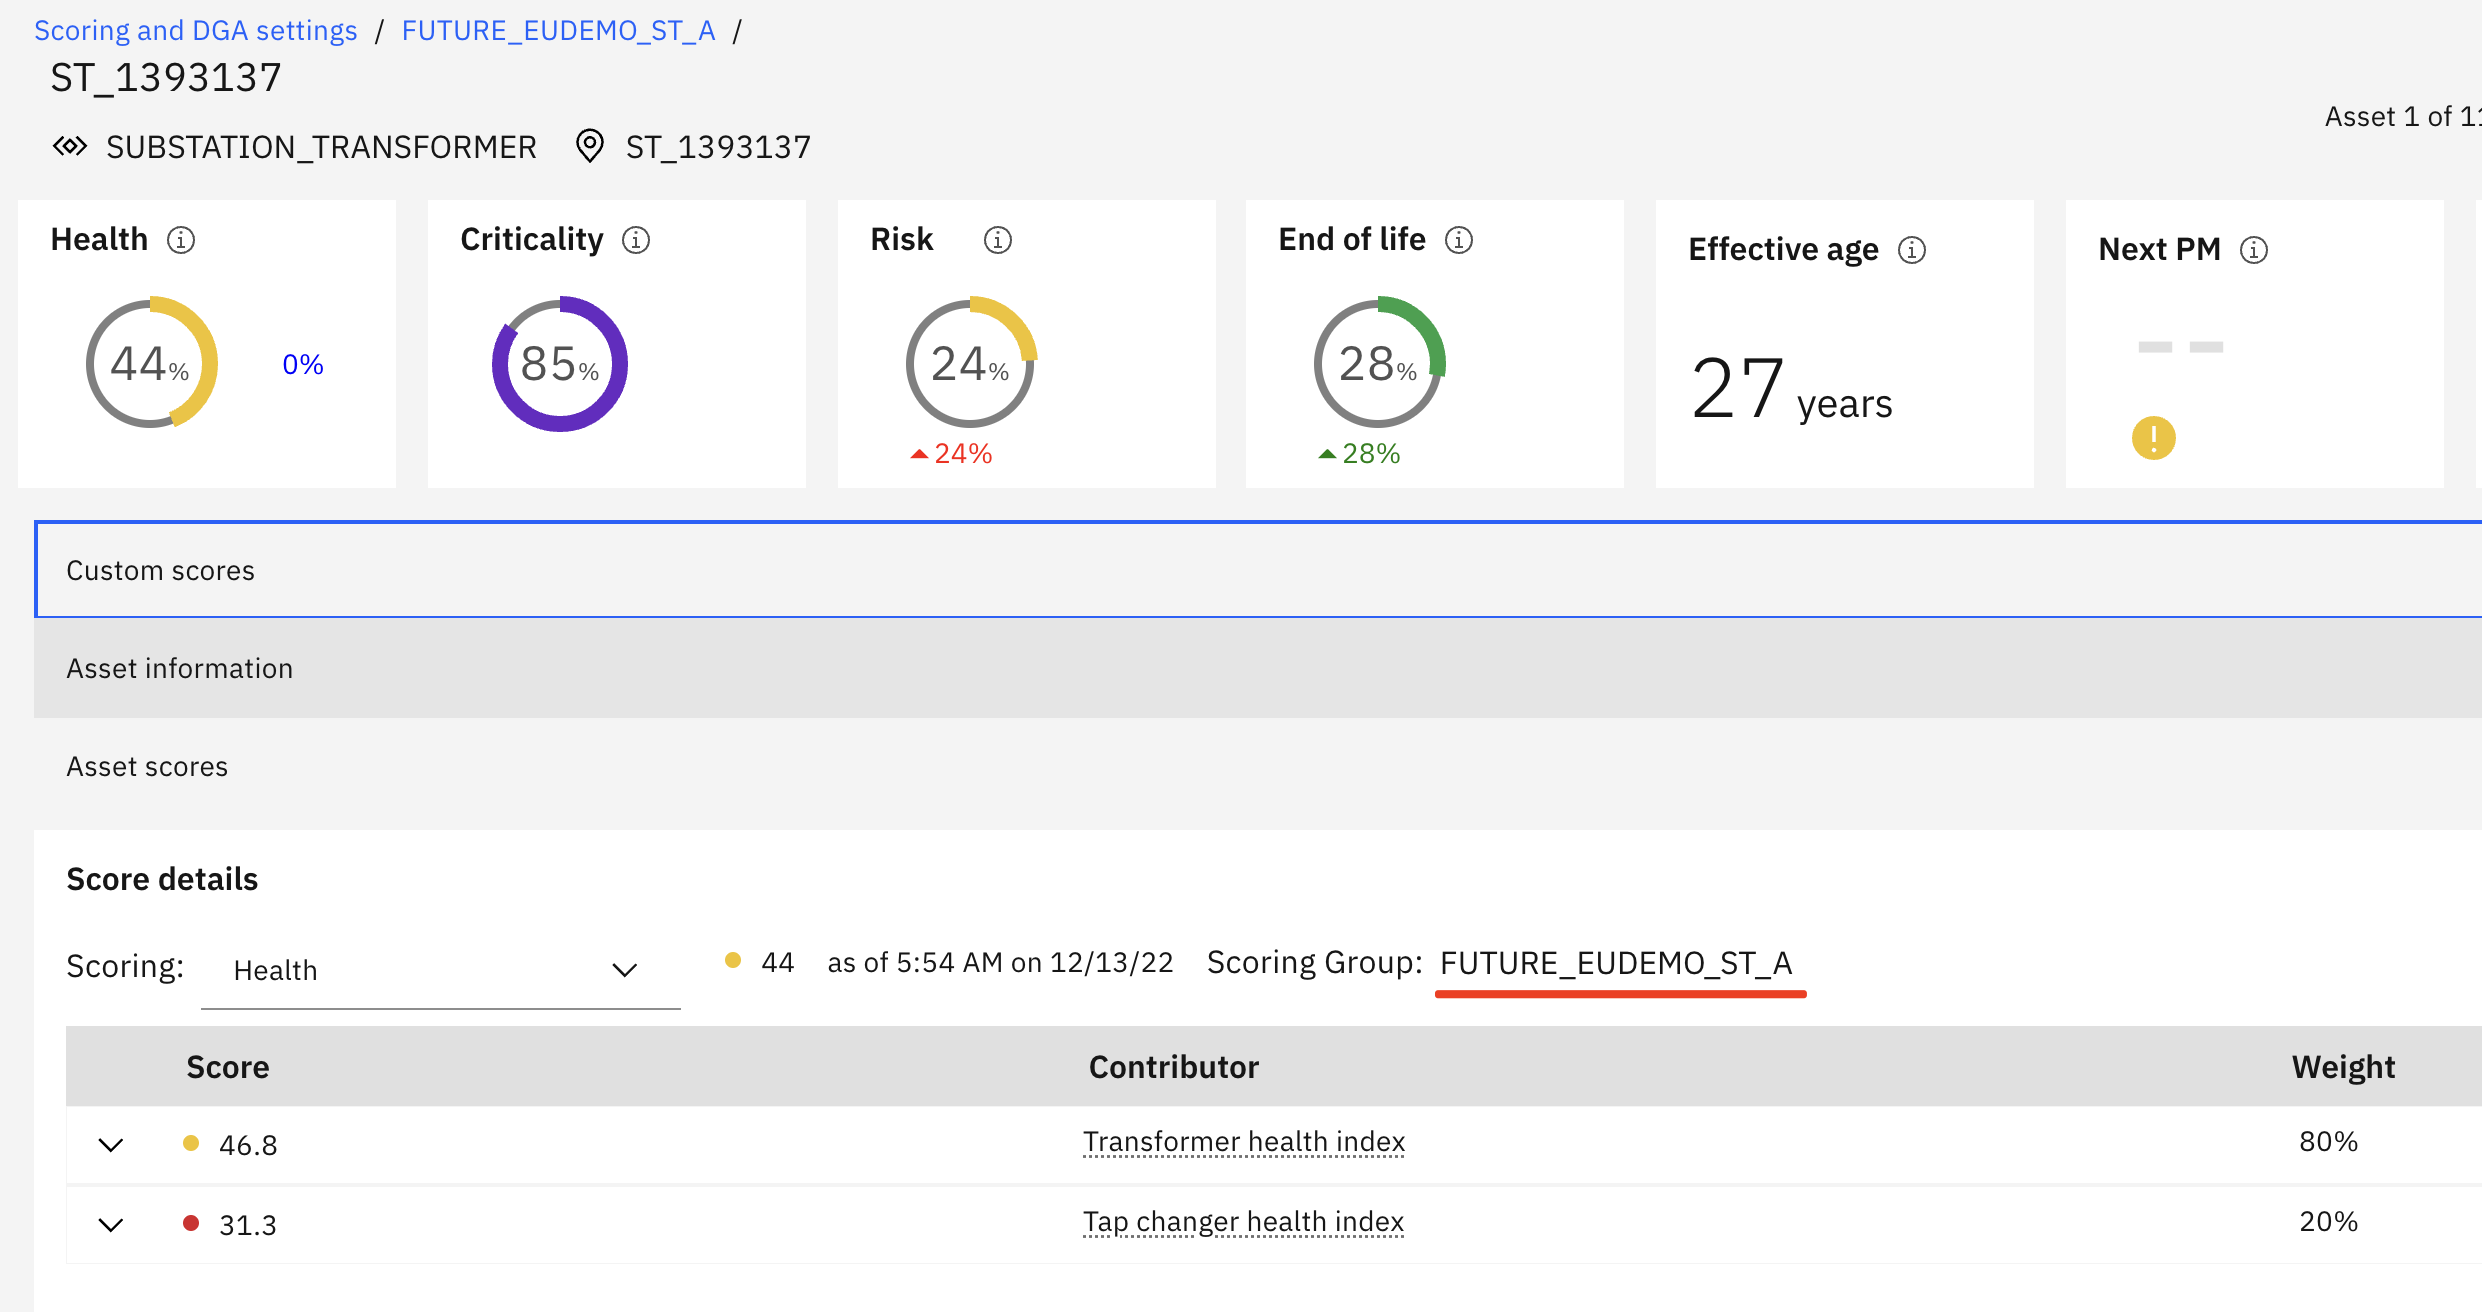 Scoring and DGA settings / FUTURE_EUDEMO_ST_A /
ST_1393137
Asset 1 of 11
SUBSTATION_TRANSFORMER ST_1393137
Health
Criticality
Risk
End of life
Effective age
Next PM
44%
0%
85%
24%
24%
28%
28%
27 years
Custom scores
Asset information
Asset scores
Score details
Scoring: Health 44 as of 5:54 AM on 12/13/22 Scoring Group: FUTURE_EUDEMO_ST_A
Score Contributor Weight
46.8 Transformer health index 80%
31.3 Tap changer health index 20%